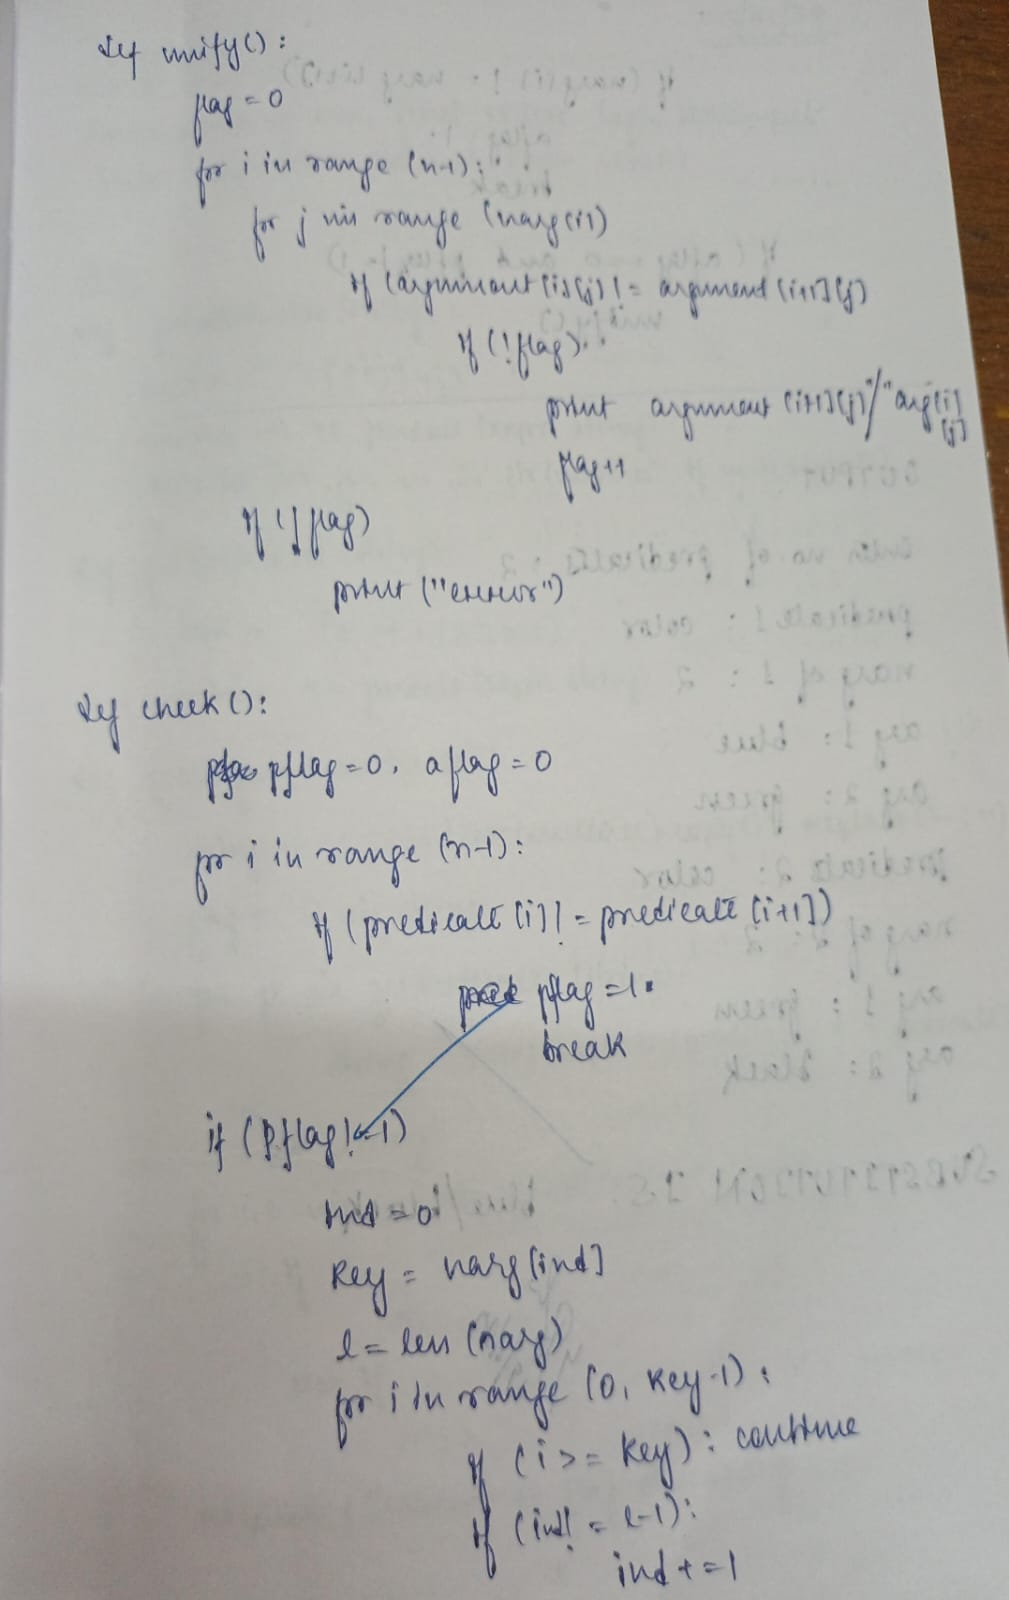 def unify():
flag = 0
for i in range (n-1):
for j in range (narg[i])
if (argument[i][j] != argument [i+1][j]
if (!flag):
print argument [i+1][j]"/"arg[i]
[j]
flag++
if !flag)
print ("error")
def check():
pflag=0, aflag=0
for i in range (n-1):
if (predicate [i] != predicate [i+1])
pflag=1
break
if (pflag!=1)
ind=0
key = narg[ind]
l = len (narg)
for i in range (0, key-1):
if (i >= key): continue
if (ind! = l-1):
ind+=1